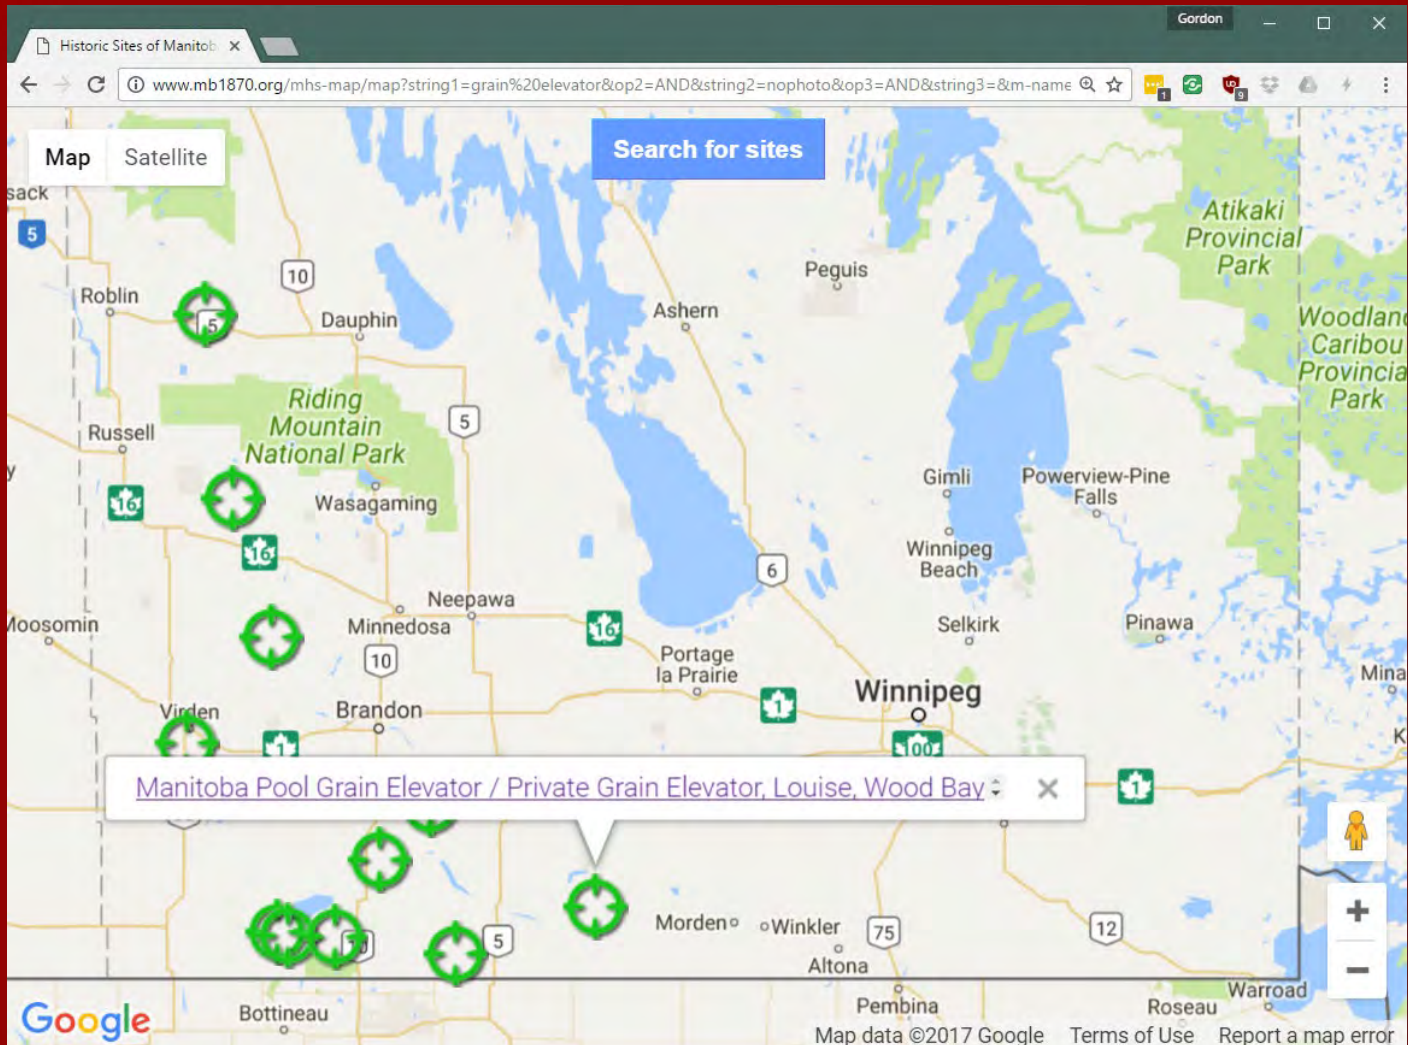 Gordon
Historic Sites of Manitob
www.mb1870.org/mhs-map/map?string1=grain%20elevator&op2=AND&string2=nophoto&op3=AND&string3=&m-name
1
9
Map
Satellite
Search for sites
sack
5
Atikaki
Provincial
Park
10
Peguis
Roblin
5
Dauphin
Ashern
Woodland
Caribou
Provincia
Park
Riding
Mountain
National Park
5
Russell
y
16
Wasagaming
Gimli
Powerview-Pine
Falls
16
Winnipeg
Beach
6
Neepawa
Moosomin
Minnedosa
16
Selkirk
Pinawa
10
Portage
la Prairie
Mina
Winnipeg
Virden
Brandon
1
1
100
K
Manitoba Pool Grain Elevator / Private Grain Elevator, Louise, Wood Bay
1
Morden
Winkler
75
12
5
Altona
Bottineau
Pembina
Roseau
Warroad
Google
Map data ©2017 Google
Terms of Use
Report a map error